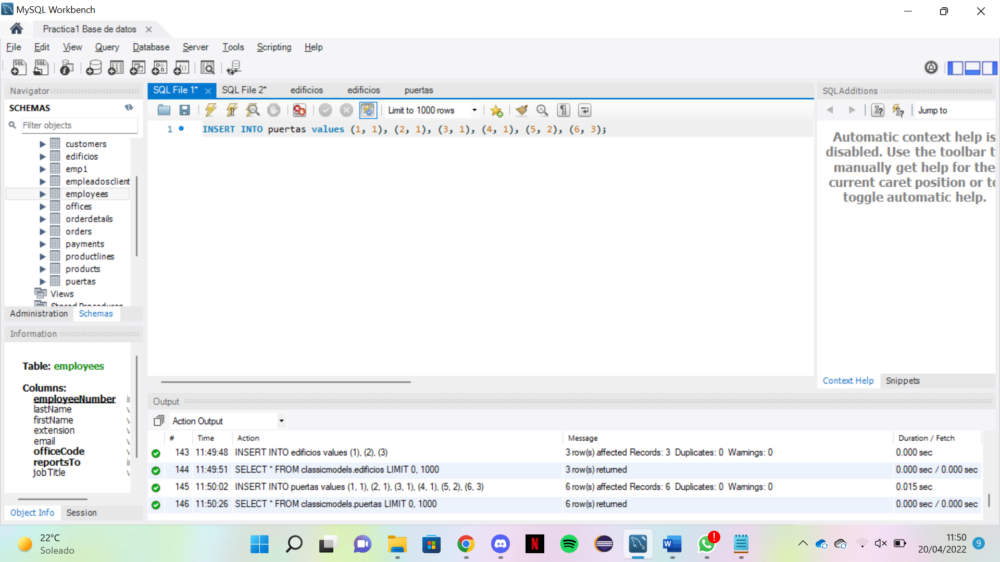 MySQL Workbench
Practica1 Base de datos
File Edit View Query Database Server Tools Scripting Help
Navigator
SCHEMAS
Filter objects
customers
edificios
emp1
empleadosclient
employees
offices
orderdetails
orders
payments
productlines
products
puertas
Views
Stored Procedures
Administration Schemas
Information
Table: employees
Columns:
employeeNumber
lastName
firstName
extension
email
officeCode
reportsTo
jobTitle
Object Info Session
SQL File 1* SQL File 2* edificios edificios puertas
Limit to 1000 rows
1 INSERT INTO puertas values (1, 1), (2, 1), (3, 1), (4, 1), (5, 2), (6, 3);
SQLAdditions
Jump to
Automatic context help is
disabled. Use the toolbar t
manually get help for the
current caret position or to
toggle automatic help.
Context Help Snippets
Output
Action Output
# Time Action Message Duration / Fetch
143 11:49:48 INSERT INTO edificios values (1), (2), (3) 3 row(s) affected Records: 3 Duplicates: 0 Warnings: 0 0.000 sec
144 11:49:51 SELECT * FROM classicmodels.edificios LIMIT 0, 1000 3 row(s) returned 0.000 sec / 0.000 sec
145 11:50:02 INSERT INTO puertas values (1, 1), (2, 1), (3, 1), (4, 1), (5, 2), (6, 3) 6 row(s) affected Records: 6 Duplicates: 0 Warnings: 0 0.015 sec
146 11:50:26 SELECT * FROM classicmodels.puertas LIMIT 0, 1000 6 row(s) returned 0.000 sec / 0.000 sec
22°C
Soleado
11:50
20/04/2022
9